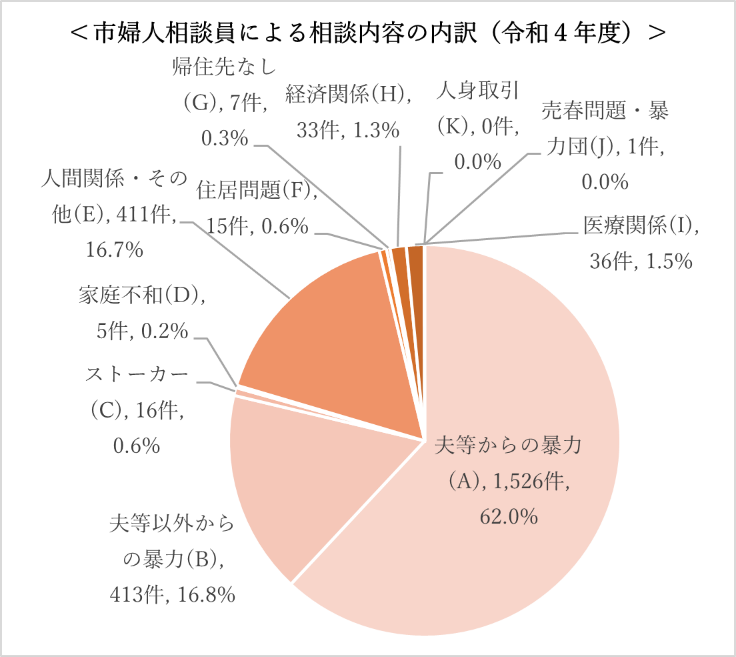 ＜市婦人相談員による相談内容の内訳（令和４年度）＞
帰住先なし
(G), 7件,
0.3%
経済関係(H),
33件, 1.3%
人身取引
(K), 0件,
0.0%
売春問題・暴
力団(J), 1件,
0.0%
人間関係・その
他(E), 411件,
16.7%
住居問題(F),
15件, 0.6%
医療関係(I),
36件, 1.5%
家庭不和(D),
5件, 0.2%
ストーカー
(C), 16件,
0.6%
夫等からの暴力
(A), 1,526件,
62.0%
夫等以外から
の暴力(B),
413件, 16.8%